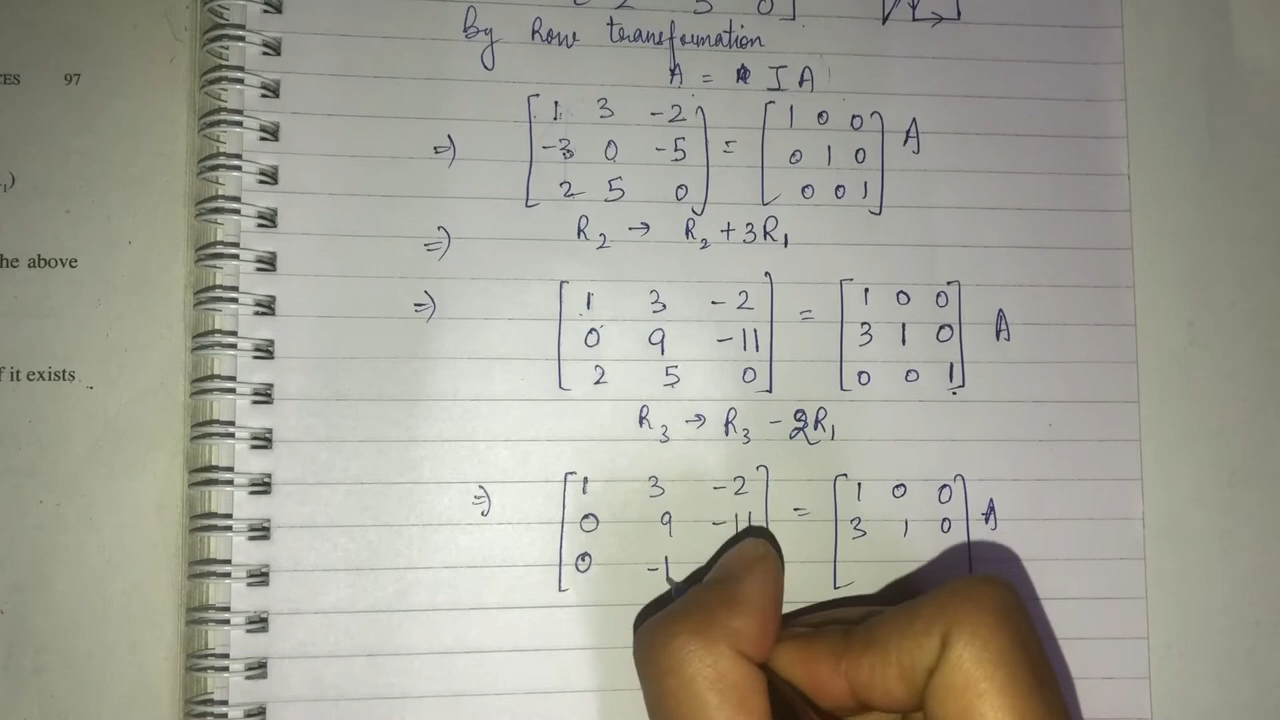 2 5 0
By Row transformation
A = I A
⇒ [1 3 -2
-3 0 -5
2 5 0] = [1 0 0
0 1 0
0 0 1] A
⇒ R₂ → R₂ + 3R₁
⇒ [1 3 -2
0 9 -11
2 5 0] = [1 0 0
3 1 0
0 0 1] A
R₃ → R₃ - 2R₁
⇒ [1 3 -2
0 9 -11
0 -1 = [1 0 0
3 1 0 A
97
he above
it exists